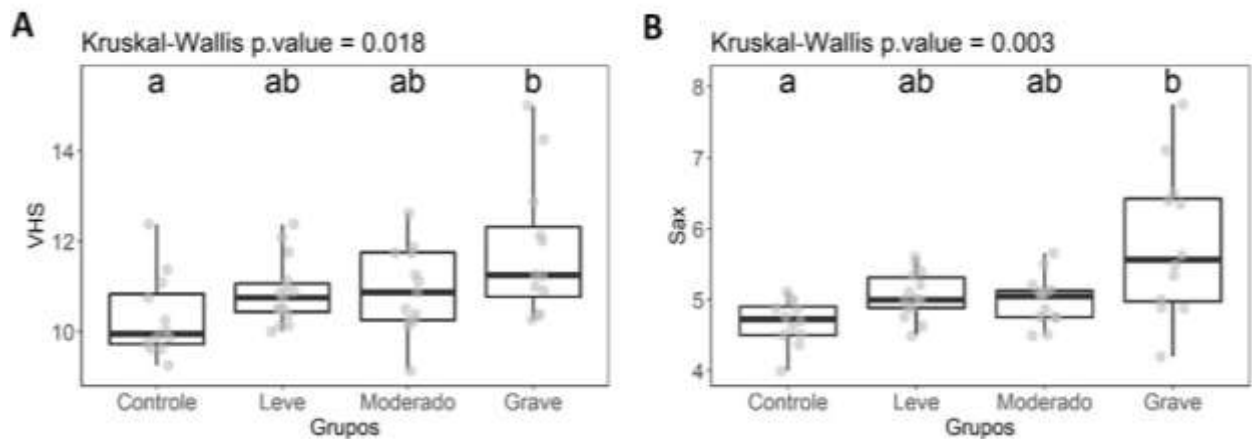 A
Kruskal-Wallis p.value = 0.018
a ab ab b
14
12
10
VHS
Controle Leve Moderado Grave
Grupos
B
Kruskal-Wallis p.value = 0.003
a ab ab b
8
7
6
5
4
Sax
Controle Leve Moderado Grave
Grupos